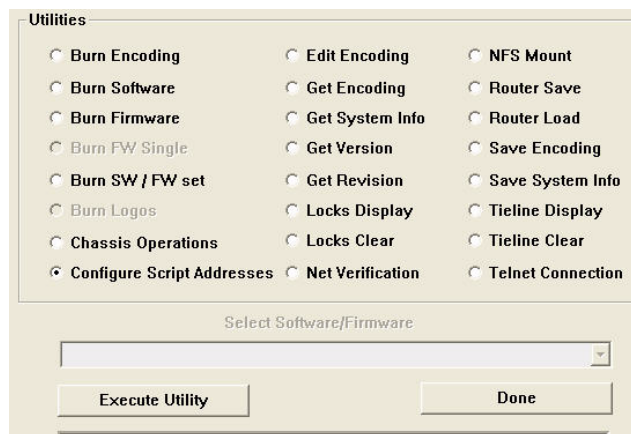 Utilities
Burn Encoding
Burn Software
Burn Firmware
Burn FW Single
Burn SW / FW set
Burn Logos
Chassis Operations
Configure Script Addresses
Edit Encoding
Get Encoding
Get System Info
Get Version
Get Revision
Locks Display
Locks Clear
Net Verification
NFS Mount
Router Save
Router Load
Save Encoding
Save System Info
Tieline Display
Tieline Clear
Telnet Connection
Select Software/Firmware
Execute Utility
Done